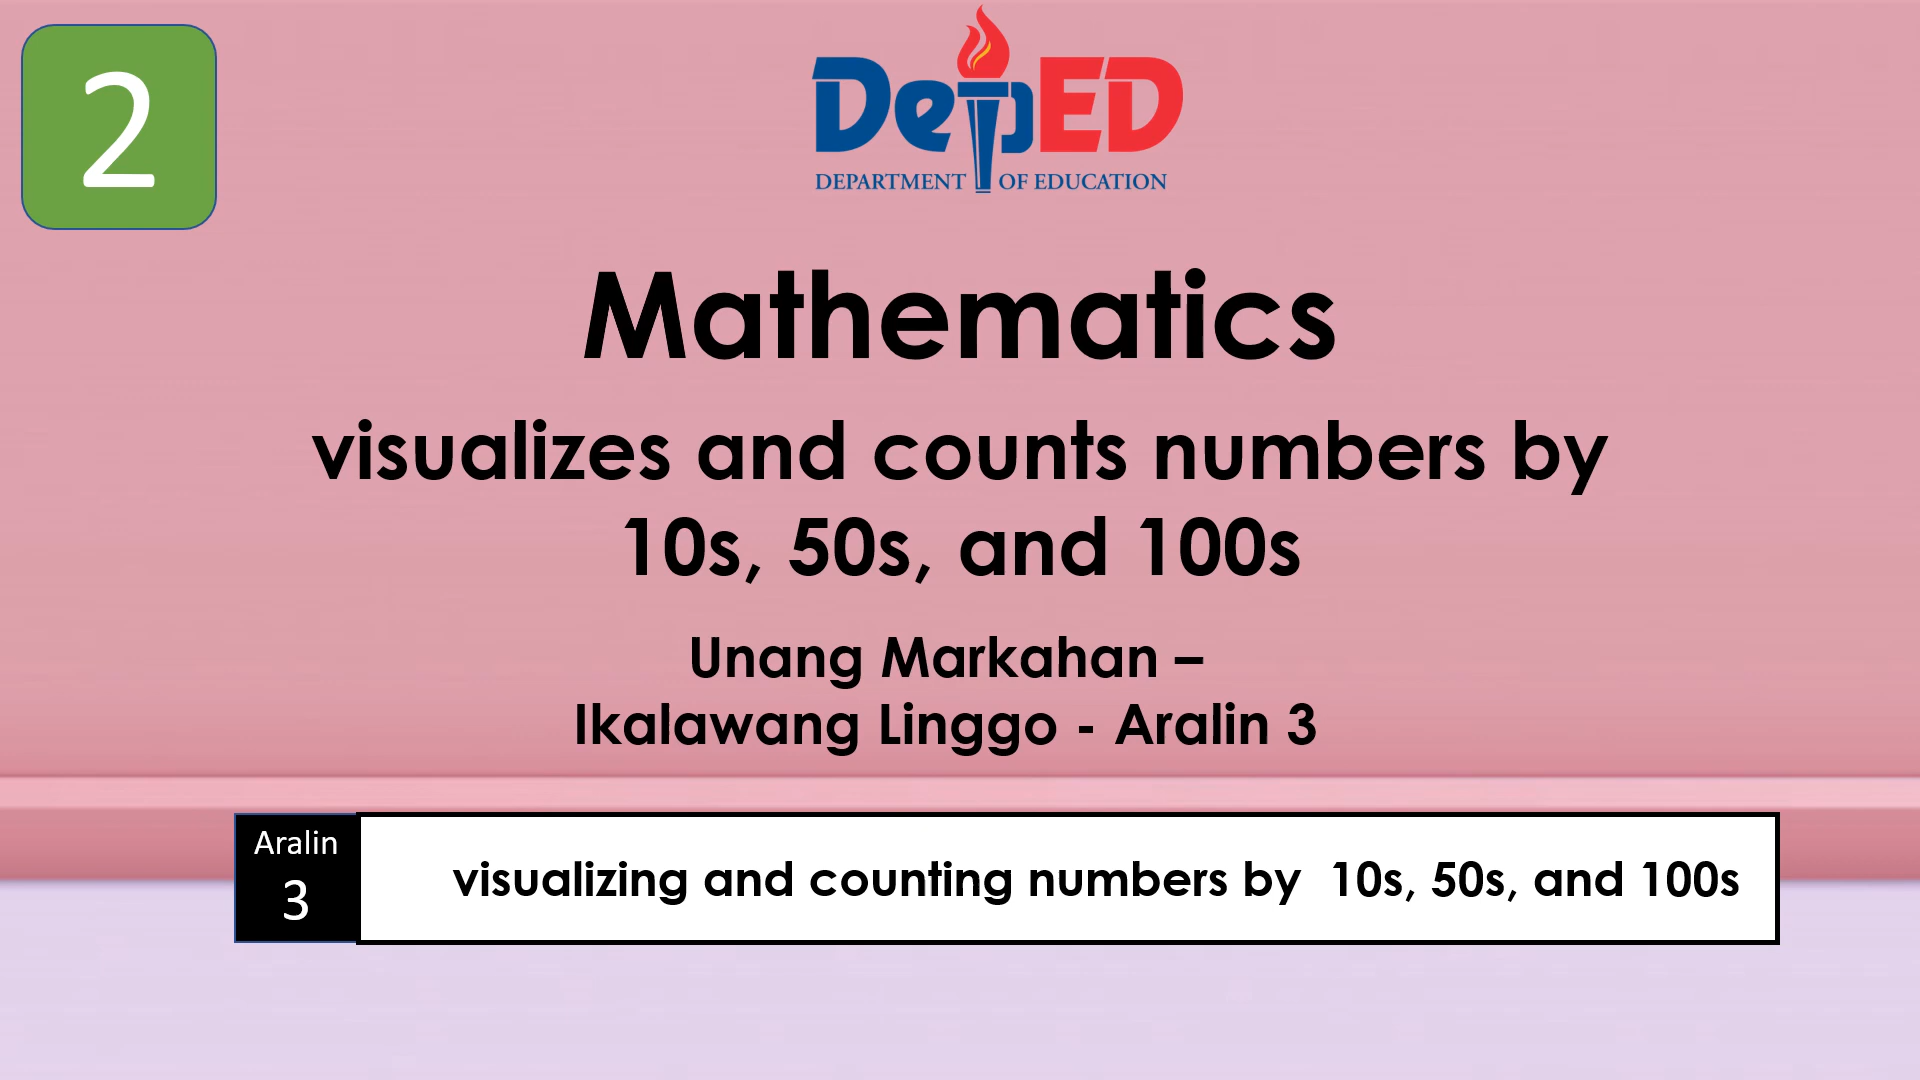 2
DepED
DEPARTMENT OF EDUCATION
Mathematics
visualizes and counts numbers by
10s, 50s, and 100s
Unang Markahan –
Ikalawang Linggo - Aralin 3
Aralin
3
visualizing and counting numbers by 10s, 50s, and 100s